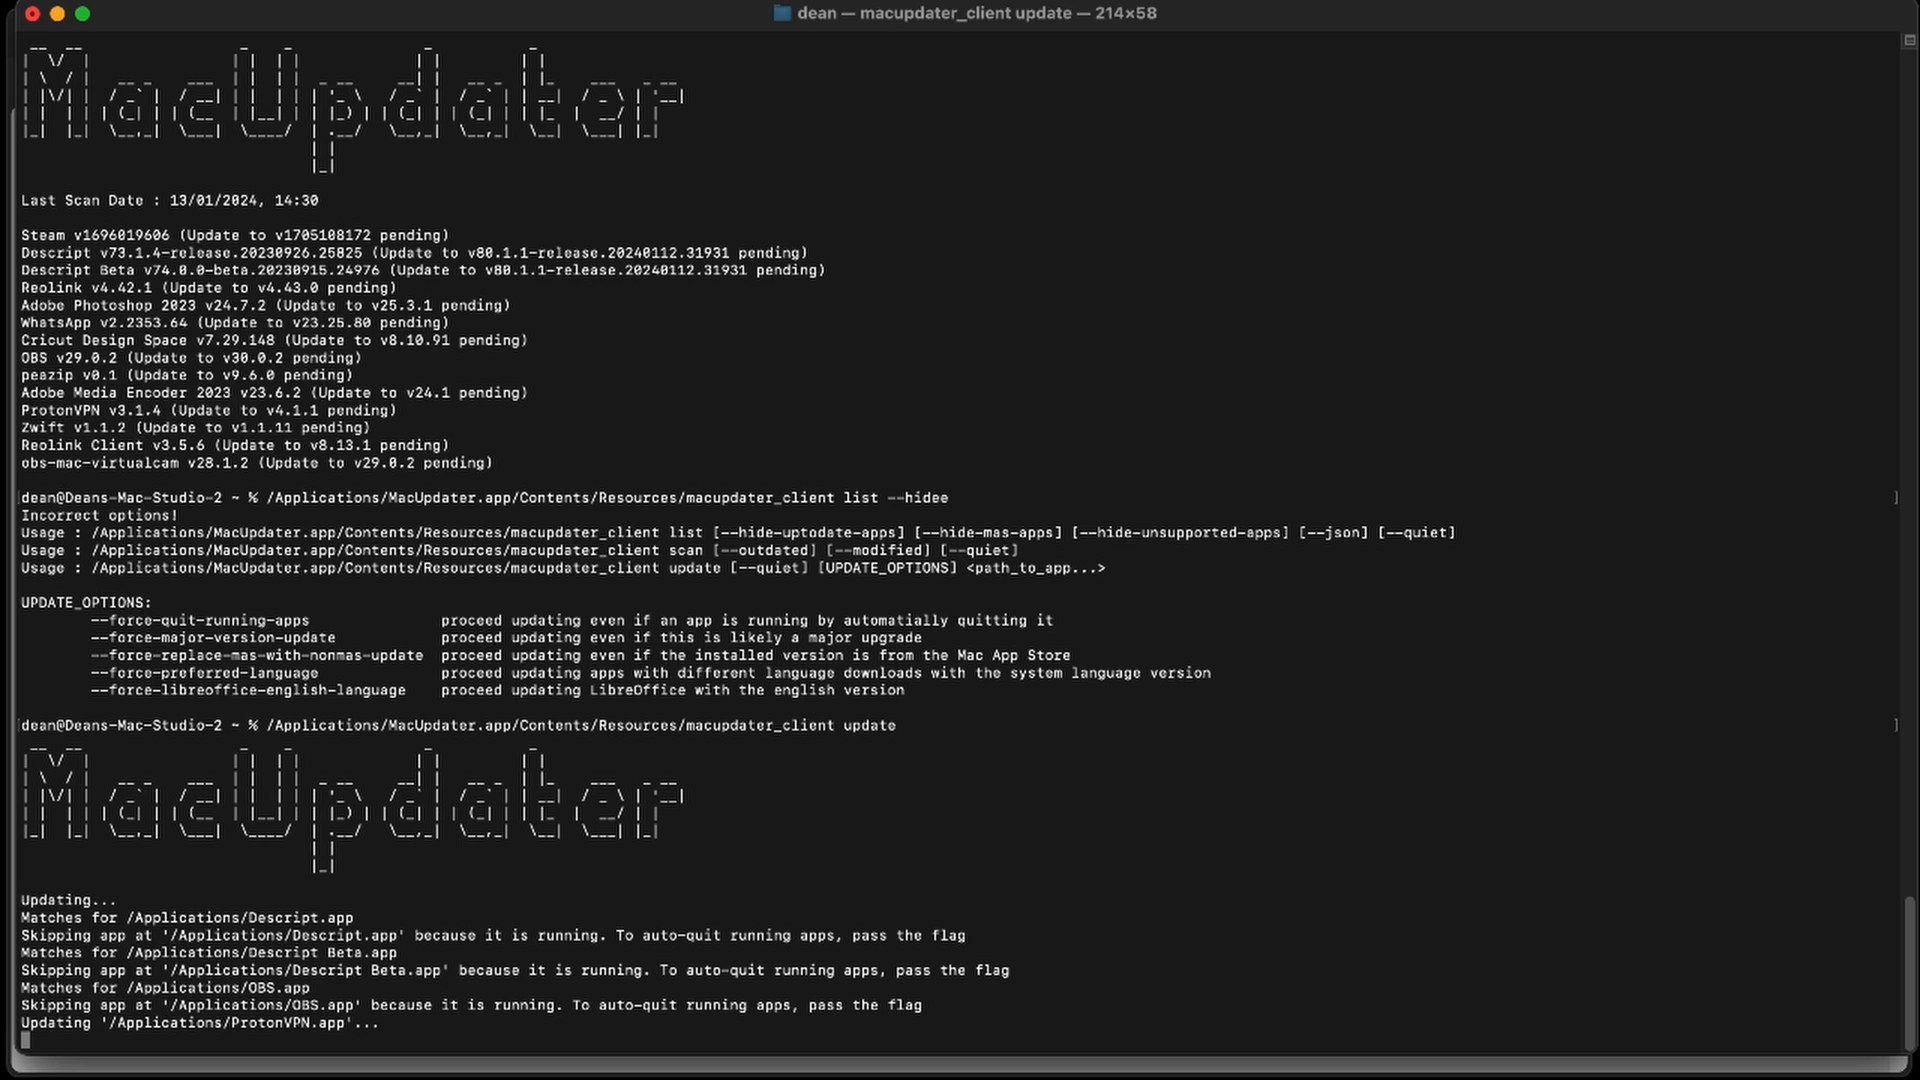 dean — macupdater_client update — 214×58
MacUpdater
Last Scan Date : 13/01/2024, 14:30
Steam v1696019606 (Update to v1705108172 pending)
Descript v73.1.4-release.20230926.25825 (Update to v80.1.1-release.20240112.31931 pending)
Descript Beta v74.0.0-beta.20230915.24976 (Update to v80.1.1-release.20240112.31931 pending)
Reolink v4.42.1 (Update to v4.43.0 pending)
Adobe Photoshop 2023 v24.7.2 (Update to v25.3.1 pending)
WhatsApp v2.2353.64 (Update to v23.25.80 pending)
Cricut Design Space v7.29.148 (Update to v8.10.91 pending)
OBS v29.0.2 (Update to v30.0.2 pending)
peazip v0.1 (Update to v9.6.0 pending)
Adobe Media Encoder 2023 v23.6.2 (Update to v24.1 pending)
ProtonVPN v3.1.4 (Update to v4.1.1 pending)
Zwift v1.1.2 (Update to v1.1.11 pending)
Reolink Client v3.5.6 (Update to v8.13.1 pending)
obs-mac-virtualcam v28.1.2 (Update to v29.0.2 pending)
[dean@Deans-Mac-Studio-2 ~ % /Applications/MacUpdater.app/Contents/Resources/macupdater_client list --hidee ]
Incorrect options!
Usage : /Applications/MacUpdater.app/Contents/Resources/macupdater_client list [--hide-uptodate-apps] [--hide-mas-apps] [--hide-unsupported-apps] [--json] [--quiet]
Usage : /Applications/MacUpdater.app/Contents/Resources/macupdater_client scan [--outdated] [--modified] [--quiet]
Usage : /Applications/MacUpdater.app/Contents/Resources/macupdater_client update [--quiet] [UPDATE_OPTIONS] <path_to_app...>
UPDATE_OPTIONS:
--force-quit-running-apps proceed updating even if an app is running by automatially quitting it
--force-major-version-update proceed updating even if this is likely a major upgrade
--force-replace-mas-with-nonmas-update proceed updating even if the installed version is from the Mac App Store
--force-preferred-language proceed updating apps with different language downloads with the system language version
--force-libreoffice-english-language proceed updating LibreOffice with the english version
[dean@Deans-Mac-Studio-2 ~ % /Applications/MacUpdater.app/Contents/Resources/macupdater_client update ]
MacUpdater
Updating...
Matches for /Applications/Descript.app
Skipping app at '/Applications/Descript.app' because it is running. To auto-quit running apps, pass the flag
Matches for /Applications/Descript Beta.app
Skipping app at '/Applications/Descript Beta.app' because it is running. To auto-quit running apps, pass the flag
Matches for /Applications/OBS.app
Skipping app at '/Applications/OBS.app' because it is running. To auto-quit running apps, pass the flag
Updating '/Applications/ProtonVPN.app'...